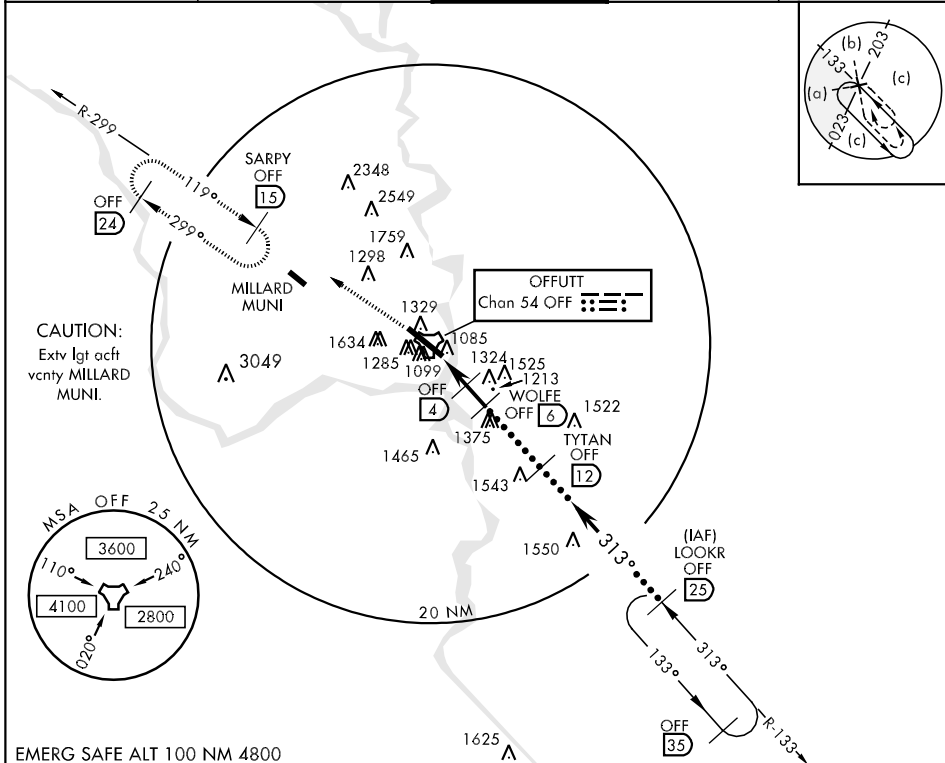 R-299
SARPY
OFF
15
119°
299°
OFF
24
MILLARD
MUNI
2348
2549
1759
1298
1329
OFFUTT
Chan 54 OFF
CAUTION:
Extv lgt acft
vcnty MILLARD
MUNI.
3049
1634
1285
1099
1085
1324
1525
1213
OFF
4
WOLFE
OFF
6
1522
1375
1465
TYTAN
OFF
12
1543
1550
313°
(IAF)
LOOKR
OFF
25
20 NM
133°
313°
OFF
35
R-133
1625
MSA OFF 25 NM
3600
110°
240°
4100
2800
020°
EMERG SAFE ALT 100 NM 4800
(b)
203
133
(c)
(a)
023
(c)